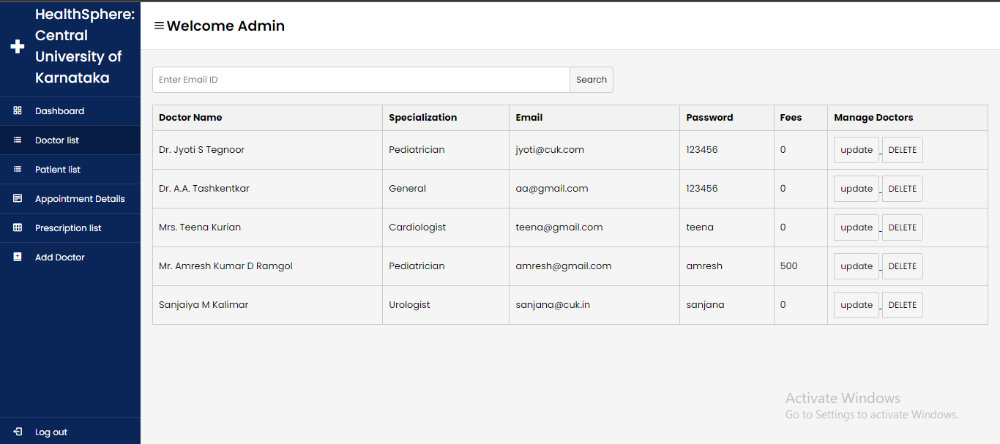 HealthSphere:
Central
University of
Karnataka
Dashboard
Doctor list
Patient list
Appointment Details
Prescription list
Add Doctor
Log out
Welcome Admin
Enter Email ID Search
Doctor Name Specialization Email Password Fees Manage Doctors
Dr. Jyoti S Tegnoor Pediatrician jyoti@cuk.com 123456 0 update DELETE
Dr. A.A. Tashkentkar General aa@gmail.com 123456 0 update DELETE
Mrs. Teena Kurian Cardiologist teena@gmail.com teena 0 update DELETE
Mr. Amresh Kumar D Ramgol Pediatrician amresh@gmail.com amresh 500 update DELETE
Sanjaiya M Kalimar Urologist sanjana@cuk.in sanjana 0 update DELETE
Activate Windows
Go to Settings to activate Windows.